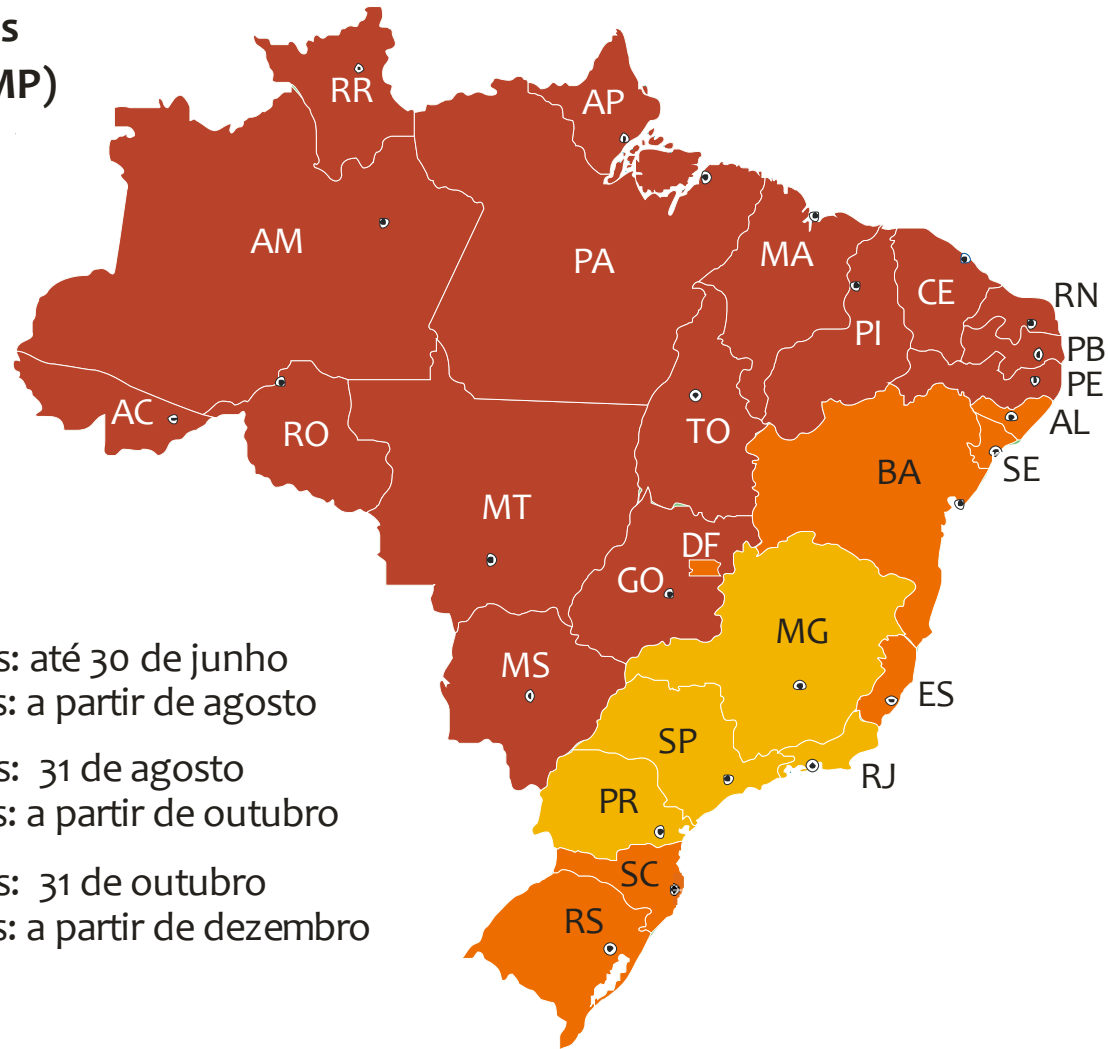 s
MP)
RR
AP
AM
PA
MA
CE
RN
PI
PB
PE
AC
RO
TO
AL
BA
SE
MT
DF
GO
MG
s: até 30 de junho
MS
s: a partir de agosto
ES
SP
s: 31 de agosto
RJ
PR
s: a partir de outubro
SC
s: 31 de outubro
RS
s: a partir de dezembro